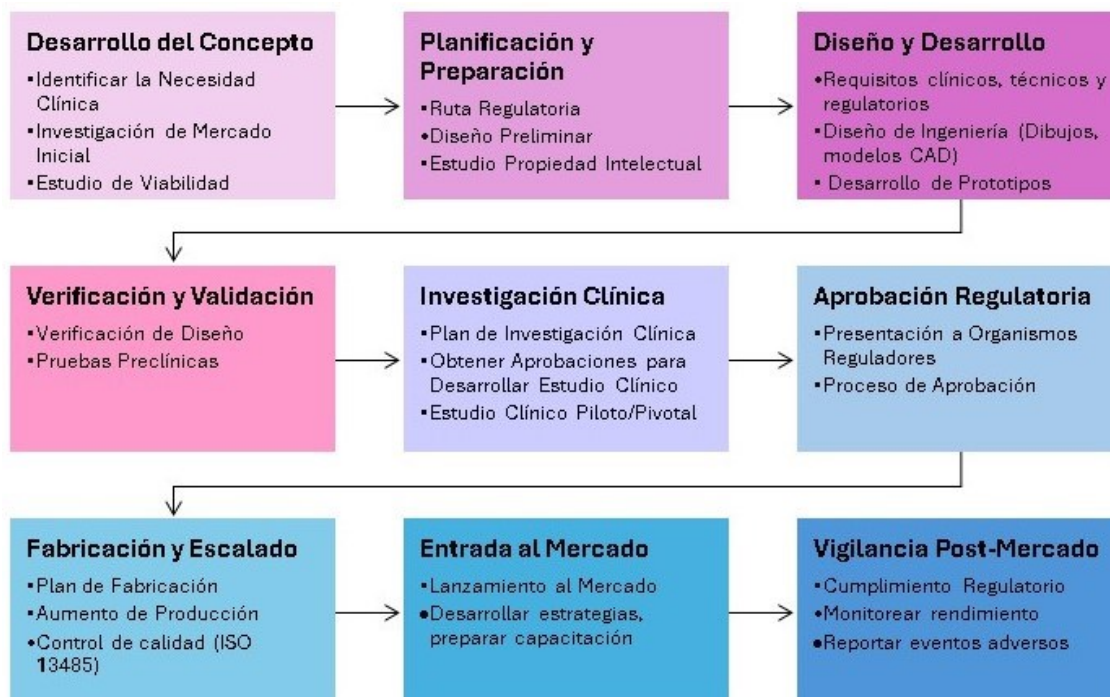 Desarrollo del Concepto
▪Identificar la Necesidad
Clínica
▪Investigación de Mercado
Inicial
▪Estudio de Viabilidad
Planificación y
Preparación
▪Ruta Regulatoria
•Diseño Preliminar
▪Estudio Propiedad Intelectual
Diseño y Desarrollo
•Requisitos clínicos, técnicos y
regulatorios
▪Diseño de Ingeniería (Dibujos,
modelos CAD)
▪ Desarrollo de Prototipos
Verificación y Validación
▪Verificación de Diseño
▪Pruebas Preclínicas
Investigación Clínica
▪Plan de Investigación Clínica
▪Obtener Aprobaciones para
Desarrollar Estudio Clínico
▪Estudio Clínico Piloto/Pivotal
Aprobación Regulatoria
▪Presentación a Organismos
Reguladores
▪Proceso de Aprobación
Fabricación y Escalado
▪Plan de Fabricación
▪Aumento de Producción
•Control de calidad (ISO
13485)
Entrada al Mercado
▪Lanzamiento al Mercado
•Desarrollar estrategias,
preparar capacitación
Vigilancia Post-Mercado
▪Cumplimiento Regulatorio
•Monitorear rendimiento
•Reportar eventos adversos